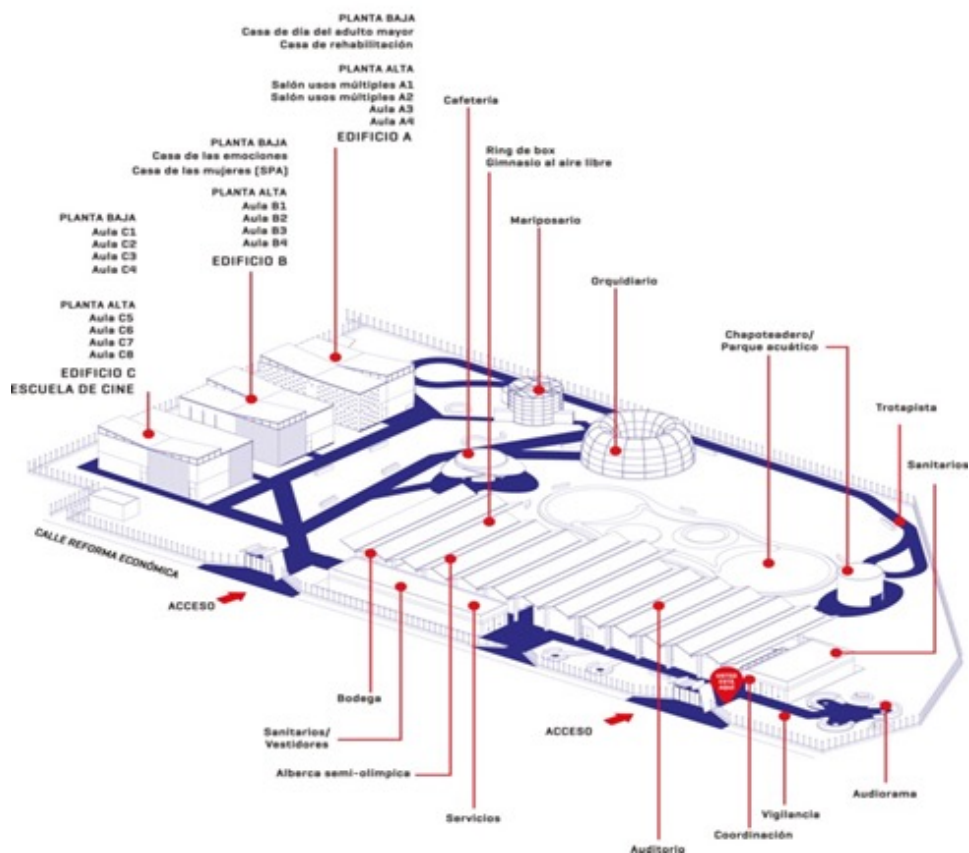 PLANTA BAJA
Casa de día del adulto mayor
Casa de rehabilitación
PLANTA ALTA
Salón usos múltiples A1
Salón usos múltiples A2
Aula A3
Aula A4
EDIFICIO A
PLANTA BAJA
Casa de las emociones
Casa de las mujeres (SPA)
PLANTA ALTA
Aula B1
Aula B2
Aula B3
Aula B4
EDIFICIO B
PLANTA BAJA
Aula C1
Aula C2
Aula C3
Aula C4
PLANTA ALTA
Aula C5
Aula C6
Aula C7
Aula C8
EDIFICIO C
ESCUELA DE CINE
Cafetería
Ring de box
Gimnasio al aire libre
Mariposario
Orquidiario
Chapoteadero/
Parque acuático
Trotapista
Sanitarios
CALLE REFORMA ECONÓMICA
ACCESO
USTED
ESTÁ
AQUÍ
ACCESO
Bodega
Sanitarios/
Vestidores
Alberca semi-olímpica
Servicios
Auditorio
Coordinación
Vigilancia
Audiorama